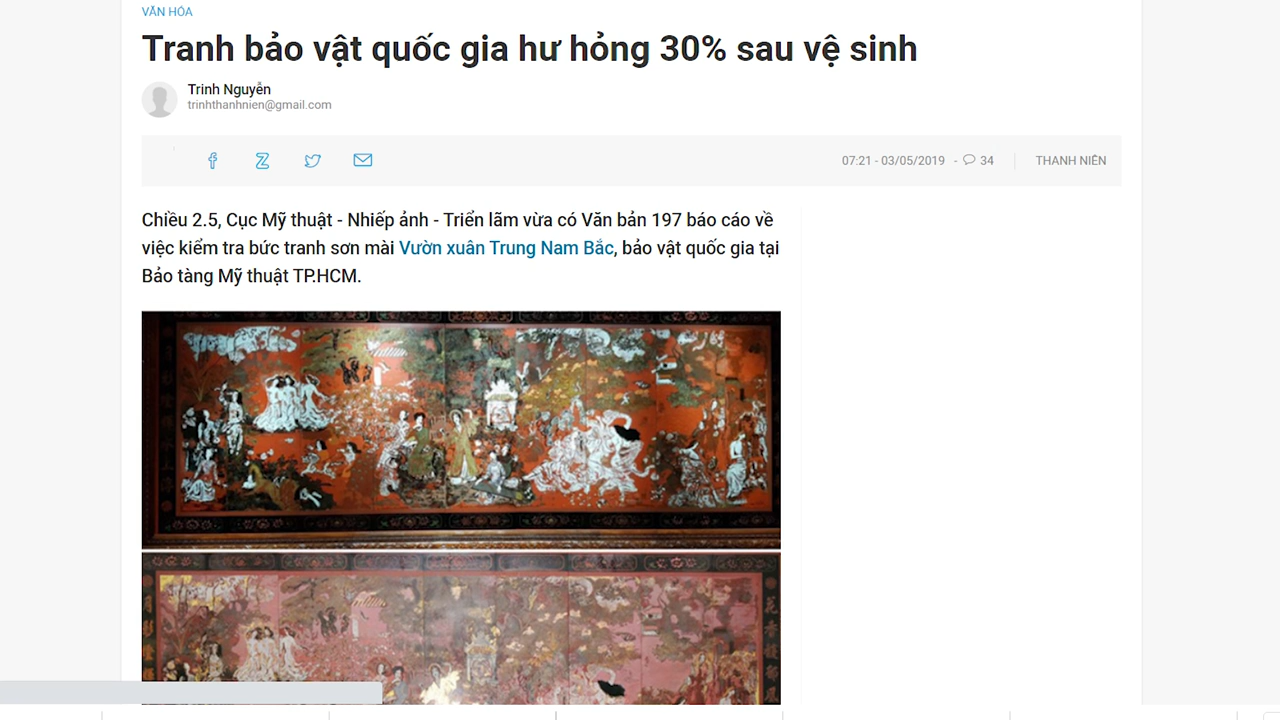 VĂN HÓA
Tranh bảo vật quốc gia hư hỏng 30% sau vệ sinh
Trinh Nguyễn
trinhthanhnien@gmail.com
07:21 - 03/05/2019 - 34 THANH NIÊN
Chiều 2.5, Cục Mỹ thuật - Nhiếp ảnh - Triển lãm vừa có Văn bản 197 báo cáo về
việc kiểm tra bức tranh sơn mài Vườn xuân Trung Nam Bắc, bảo vật quốc gia tại
Bảo tàng Mỹ thuật TP.HCM.